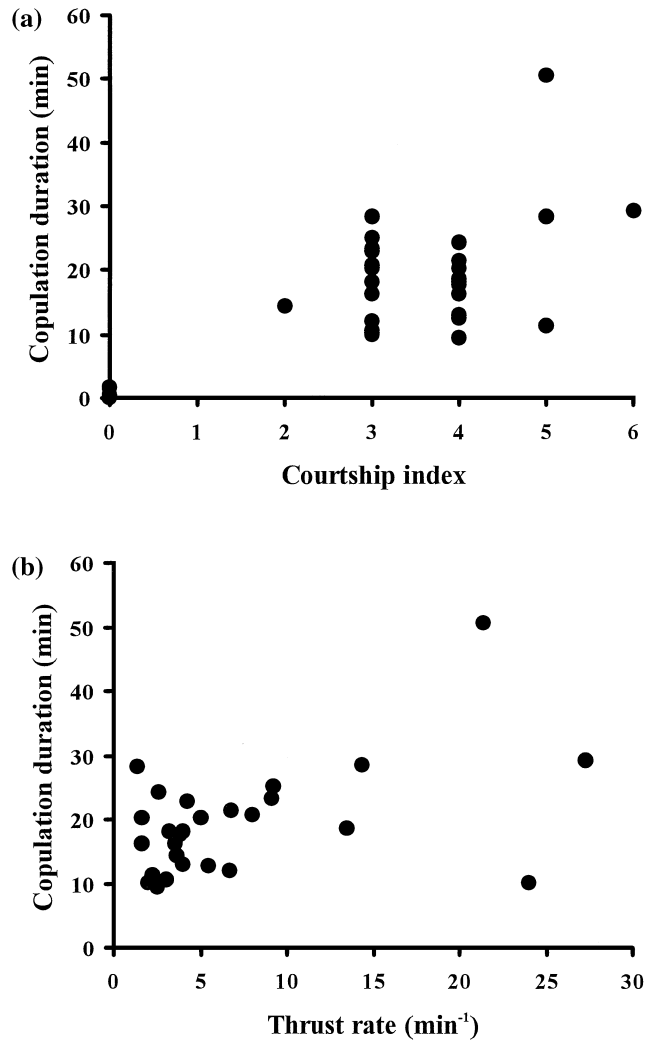 (a)
60
50
40
30
20
10
0
Copulation duration (min)
0 1 2 3 4 5 6
Courtship index
(b)
60
50
40
30
20
10
0
Copulation duration (min)
0 5 10 15 20 25 30
Thrust rate (min⁻¹)